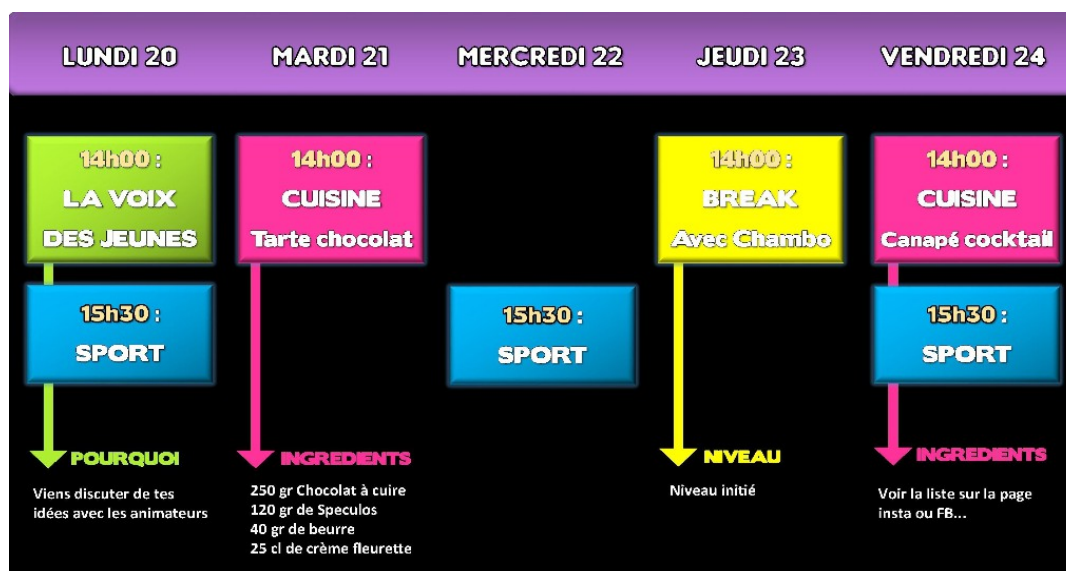 LUNDI 20
MARDI 21
MERCREDI 22
JEUDI 23
VENDREDI 24
14h00 :
LA VOIX
DES JEUNES
15h30 :
SPORT
POURQUOI
Viens discuter de tes
idées avec les animateurs
14h00 :
CUISINE
Tarte chocolat
INGREDIENTS
250 gr Chocolat à cuire
120 gr de Speculos
40 gr de beurre
25 cl de crème fleurette
15h30 :
SPORT
14h00 :
BREAK
Avec Chambo
NIVEAU
Niveau initié
14h00 :
CUISINE
Canapé cocktail
15h30 :
SPORT
INGREDIENTS
Voir la liste sur la page
insta ou FB...